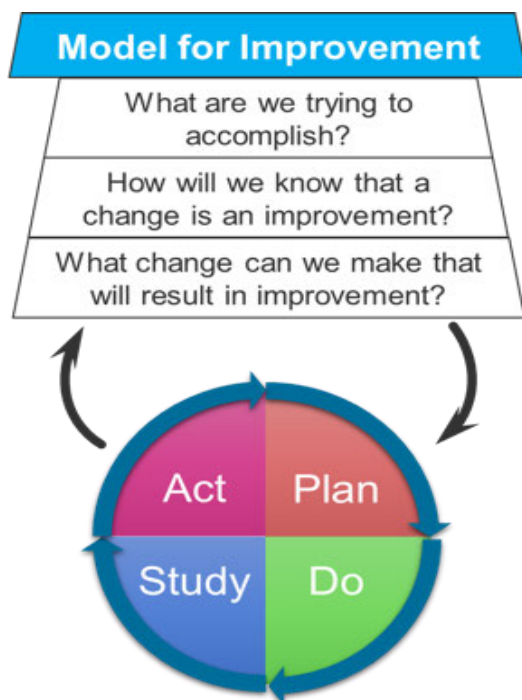 Model for Improvement
What are we trying to
accomplish?
How will we know that a
change is an improvement?
What change can we make that
will result in improvement?
Act
Plan
Study
Do